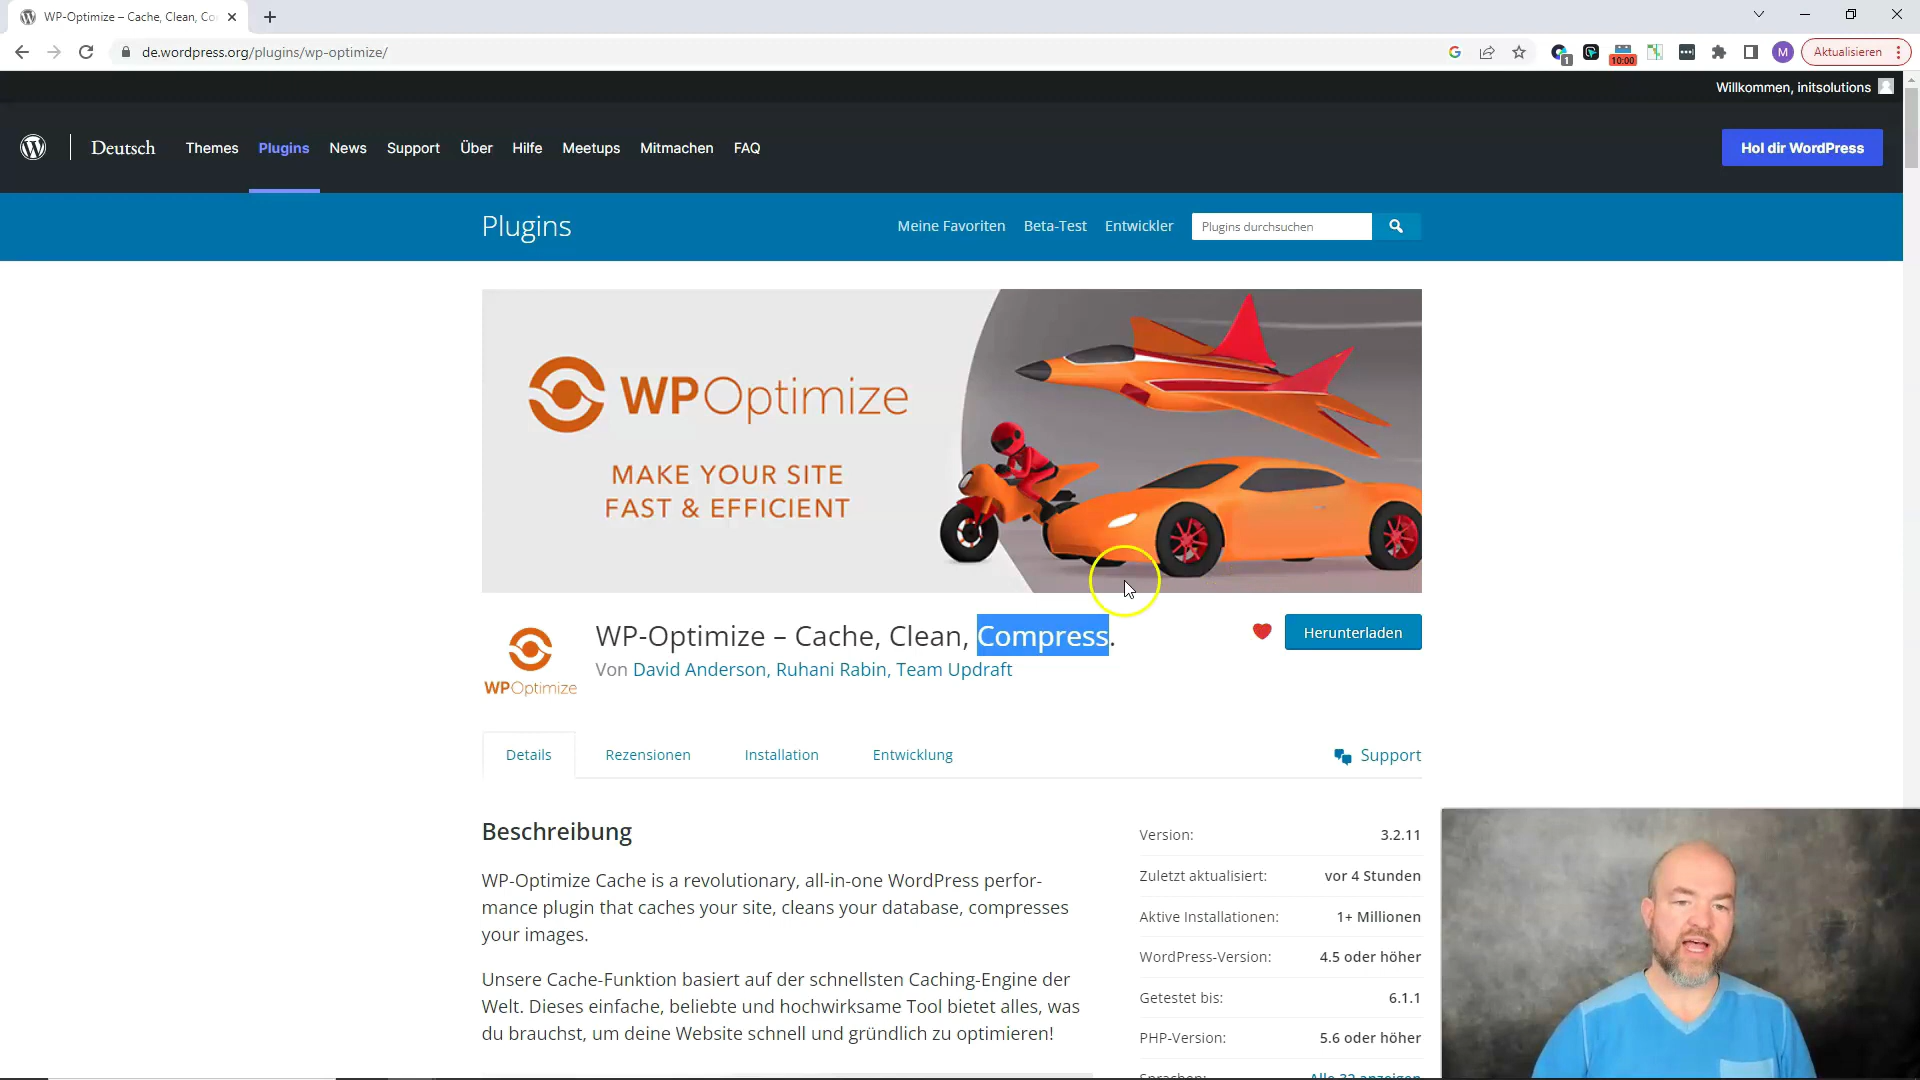 WP-Optimize – Cache, Clean, Co
de.wordpress.org/plugins/wp-optimize/
1
10:00
M
Aktualisieren
Willkommen, initsolutions
Deutsch
Themes
Plugins
News
Support
Über
Hilfe
Meetups
Mitmachen
FAQ
Hol dir WordPress
Plugins
Meine Favoriten
Beta-Test
Entwickler
Plugins durchsuchen
WPOptimize
MAKE YOUR SITE
FAST & EFFICIENT
WPOptimize
WP-Optimize – Cache, Clean, Compress.
Von David Anderson, Ruhani Rabin, Team Updraft
Herunterladen
Details
Rezensionen
Installation
Entwicklung
Support
Beschreibung
WP-Optimize Cache is a revolutionary, all-in-one WordPress perfor-
mance plugin that caches your site, cleans your database, compresses
your images.
Unsere Cache-Funktion basiert auf der schnellsten Caching-Engine der
Welt. Dieses einfache, beliebte und hochwirksame Tool bietet alles, was
du brauchst, um deine Website schnell und gründlich zu optimieren!
Version: 3.2.11
Zuletzt aktualisiert: vor 4 Stunden
Aktive Installationen: 1+ Millionen
WordPress-Version: 4.5 oder höher
Getestet bis: 6.1.1
PHP-Version: 5.6 oder höher
Sprachen: Alle 32 anzeigen